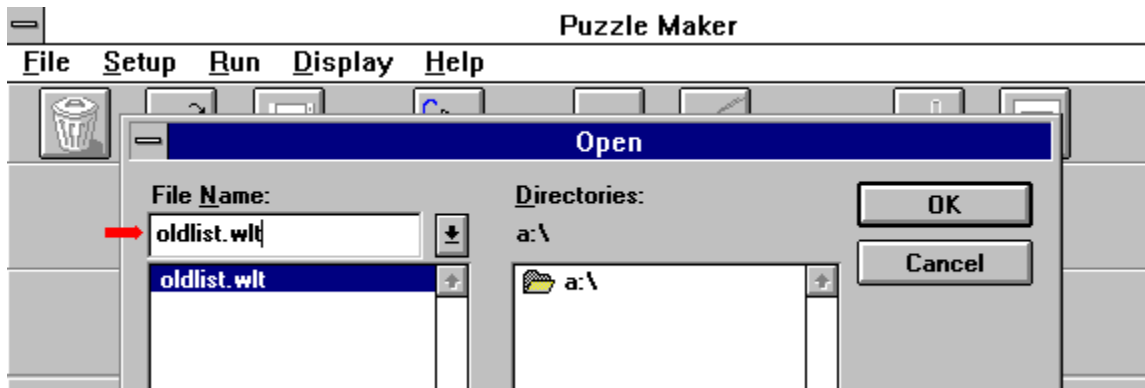 Puzzle Maker
File Setup Run Display Help
Open
File Name: Directories:
oldlist.wlt a:\
OK
oldlist.wlt a:\
Cancel